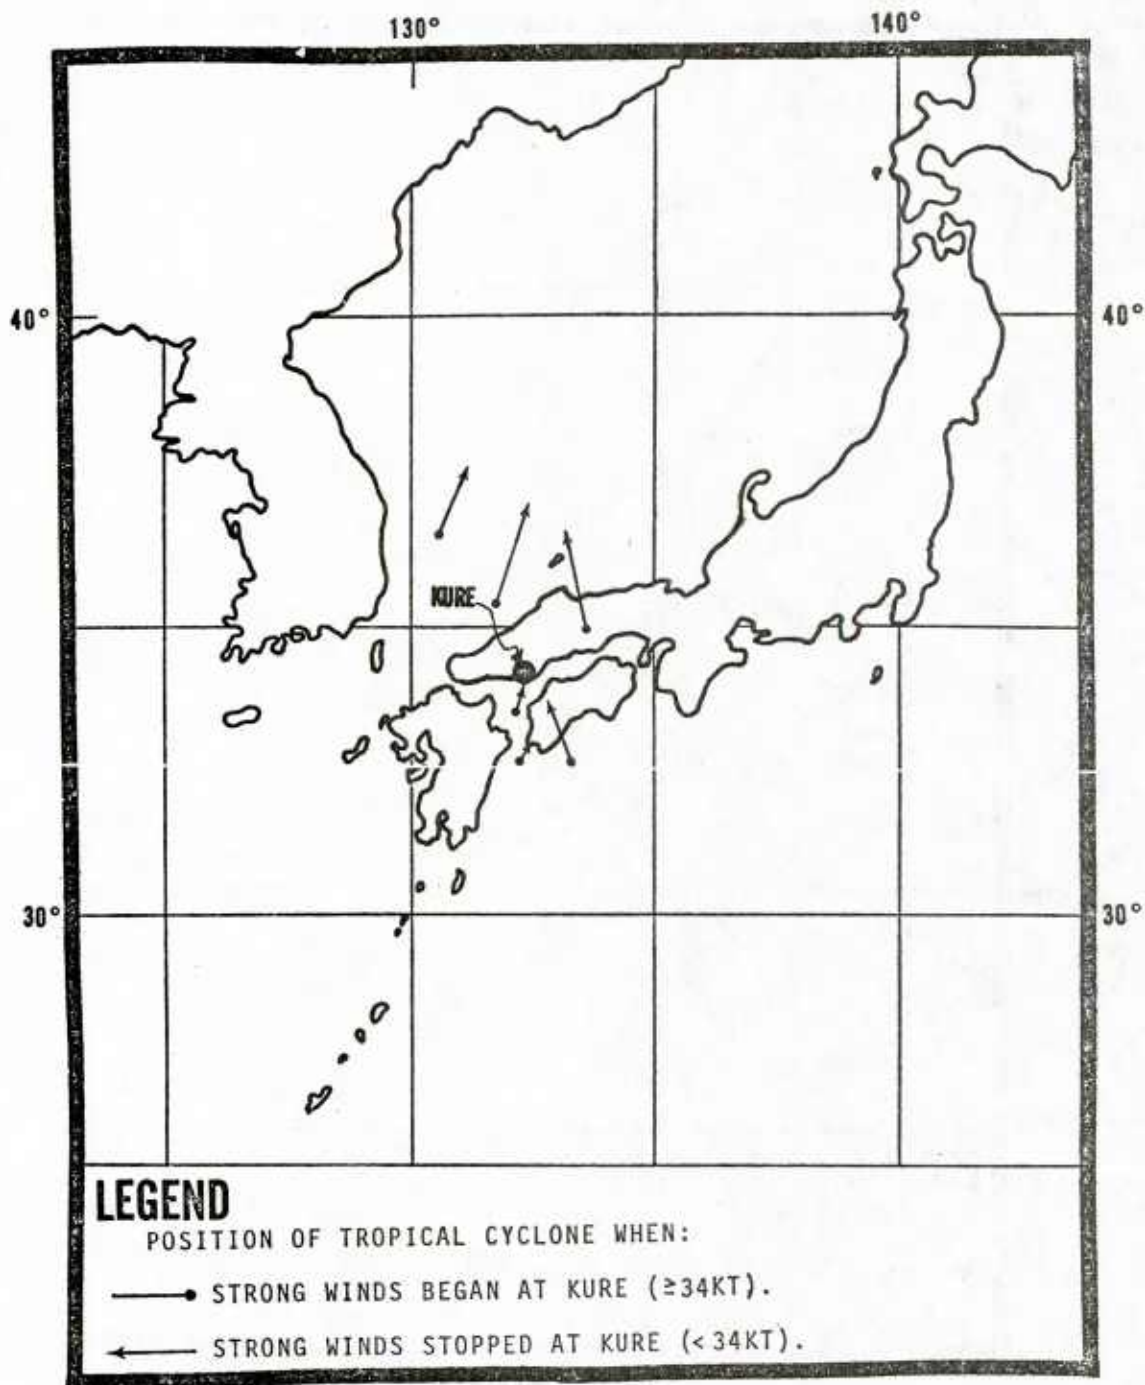 130° 140°
40° 40°
KURE
30° 30°
LEGEND
POSITION OF TROPICAL CYCLONE WHEN:
STRONG WINDS BEGAN AT KURE (≥34KT).
STRONG WINDS STOPPED AT KURE (<34KT).